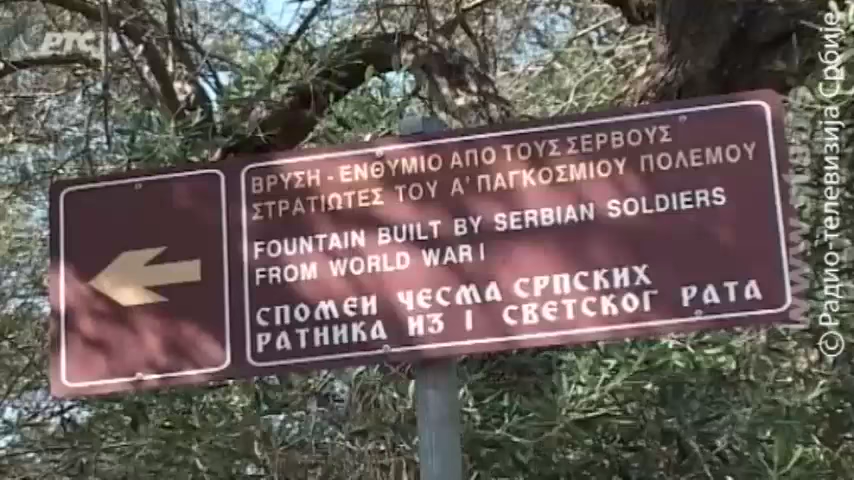 РТС
ΒΡΥΣΗ - ΕΝΘΥΜΙΟ ΑΠΟ ΤΟΥΣ ΣΕΡΒΟΥΣ
ΣΤΡΑΤΙΩΤΕΣ ΤΟΥ Α' ΠΑΓΚΟΣΜΙΟΥ ΠΟΛΕΜΟΥ
FOUNTAIN BUILT BY SERBIAN SOLDIERS
FROM WORLD WAR I
СПОМЕН ЧЕСМА СРПСКИХ
РАТНИКА ИЗ I СВЕТСКОГ РАТА
© Радио-телевизија Србије